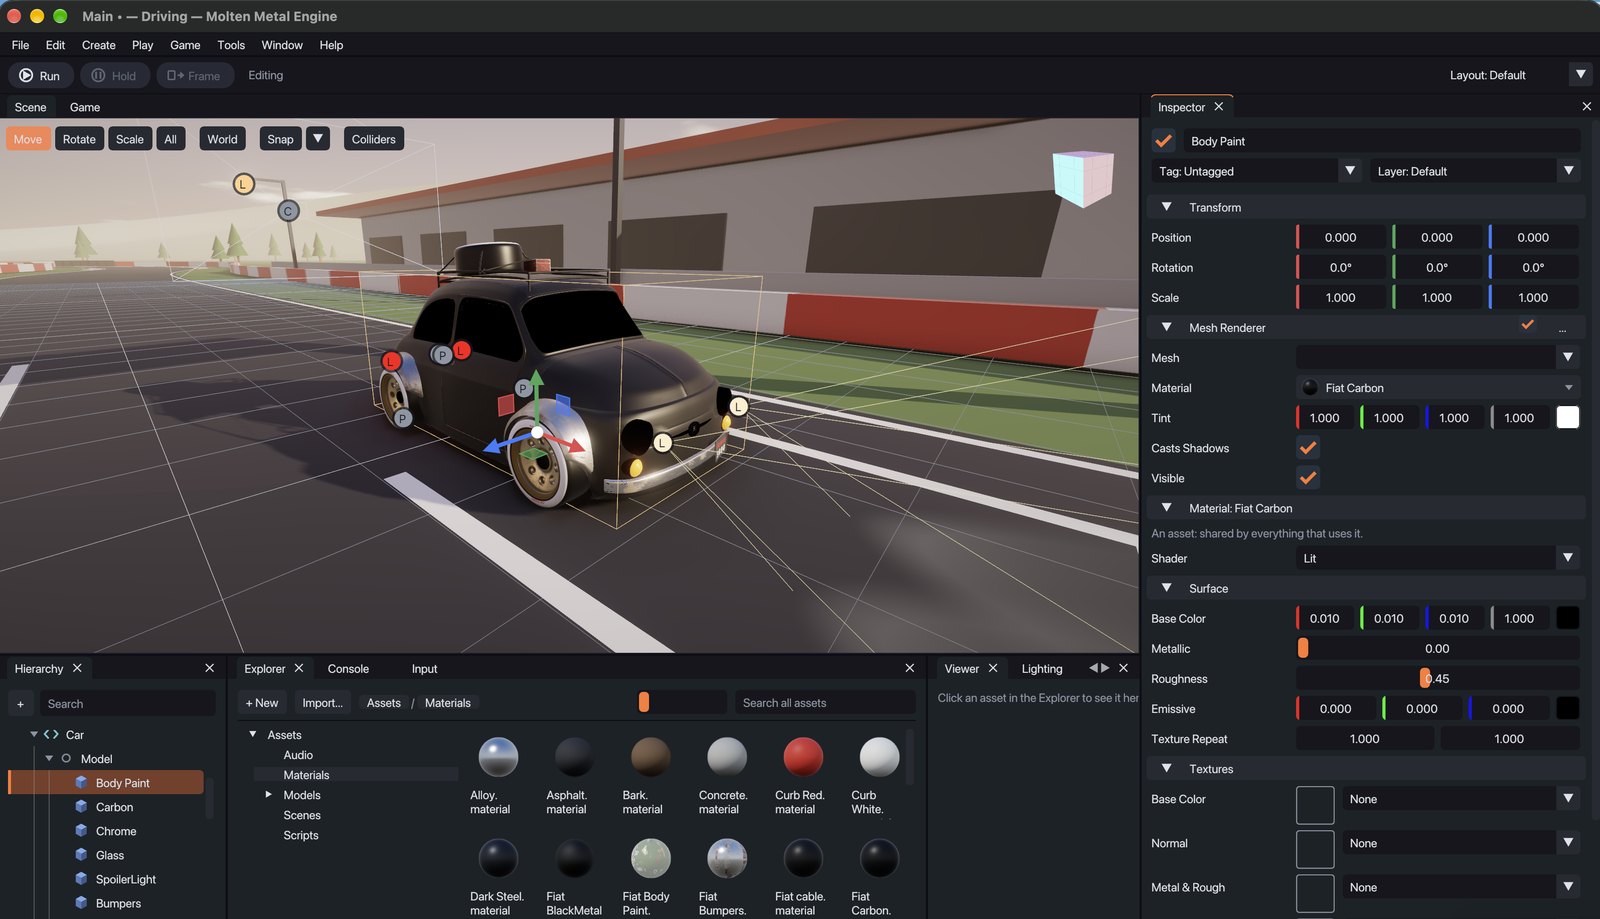 Main • — Driving — Molten Metal Engine
File Edit Create Play Game Tools Window Help
Run Hold Frame Editing Layout: Default
Scene Game
Move Rotate Scale All World Snap Colliders
L
C
L
P
L
P
P
L
L
Inspector
Body Paint
Tag: Untagged Layer: Default
Transform
Position 0.000 0.000 0.000
Rotation 0.0° 0.0° 0.0°
Scale 1.000 1.000 1.000
Mesh Renderer ...
Mesh
Material Fiat Carbon
Tint 1.000 1.000 1.000 1.000
Casts Shadows
Visible
Material: Fiat Carbon
An asset: shared by everything that uses it.
Shader Lit
Surface
Base Color 0.010 0.010 0.010 1.000
Metallic 0.00
Roughness 0.45
Emissive 0.000 0.000 0.000
Texture Repeat 1.000 1.000
Textures
Base Color None
Normal None
Metal & Rough None
Hierarchy
+ Search
Car
Model
Body Paint
Carbon
Chrome
Glass
SpoilerLight
Bumpers
Explorer Console Input
+ New Import... Assets / Materials Search all assets
Assets
Audio
Materials
Models
Scenes
Scripts
Alloy.
material
Asphalt.
material
Bark.
material
Concrete.
material
Curb Red.
material
Curb
White.
Dark Steel.
material
Fiat
BlackMetal
Fiat Body
Paint.
Fiat
Bumpers.
Fiat cable.
material
Fiat
Carbon.
Viewer Lighting
Click an asset in the Explorer to see it her